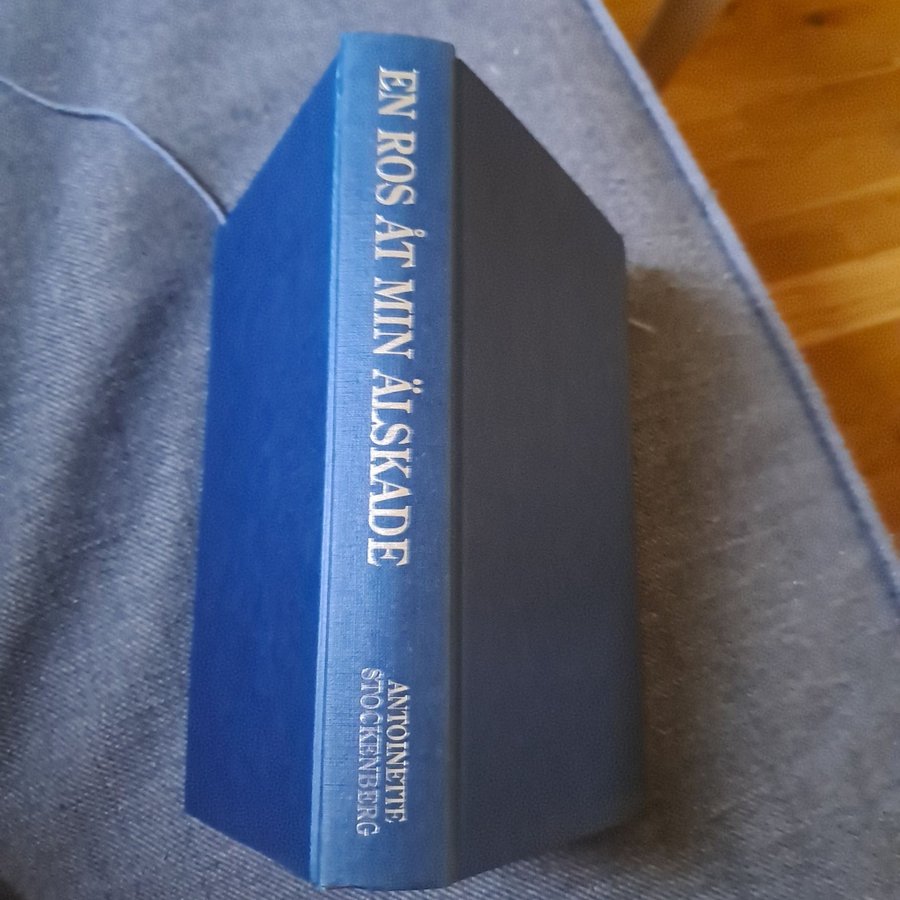 EN ROS ÅT MIN ÄLSKADE
ANTOINETTE
STOCKENBERG